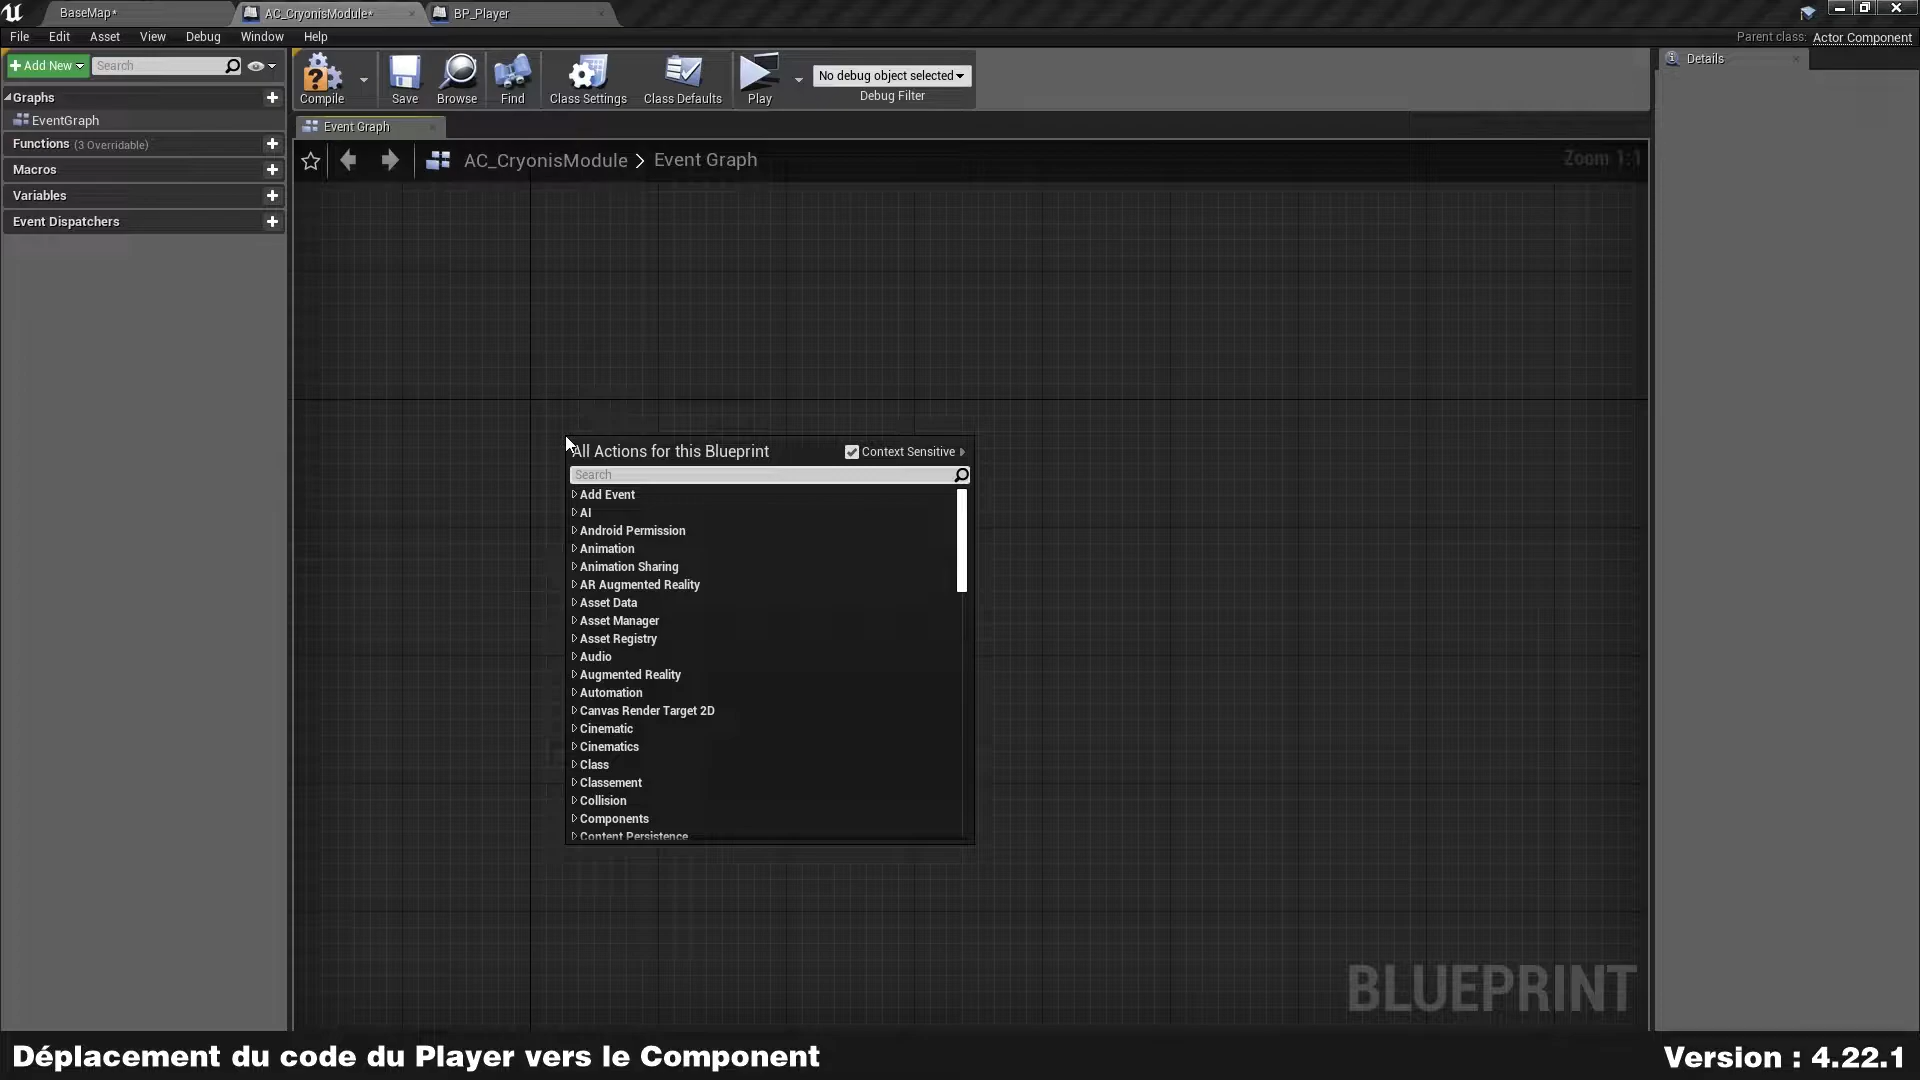 BaseMap*
AC_CryonisModule*
BP_Player
File Edit Asset View Debug Window Help
Parent class: Actor Component
Add New
Search
Compile
Save
Browse
Find
Class Settings
Class Defaults
Play
No debug object selected
Debug Filter
Details
Graphs
EventGraph
Functions (3 Overridable)
Macros
Variables
Event Dispatchers
Event Graph
AC_CryonisModule > Event Graph
Zoom 1:1
All Actions for this Blueprint
Context Sensitive
Search
Add Event
AI
Android Permission
Animation
Animation Sharing
AR Augmented Reality
Asset Data
Asset Manager
Asset Registry
Audio
Augmented Reality
Automation
Canvas Render Target 2D
Cinematic
Cinematics
Class
Classement
Collision
Components
Content Persistence
BLUEPRINT
Déplacement du code du Player vers le Component
Version : 4.22.1